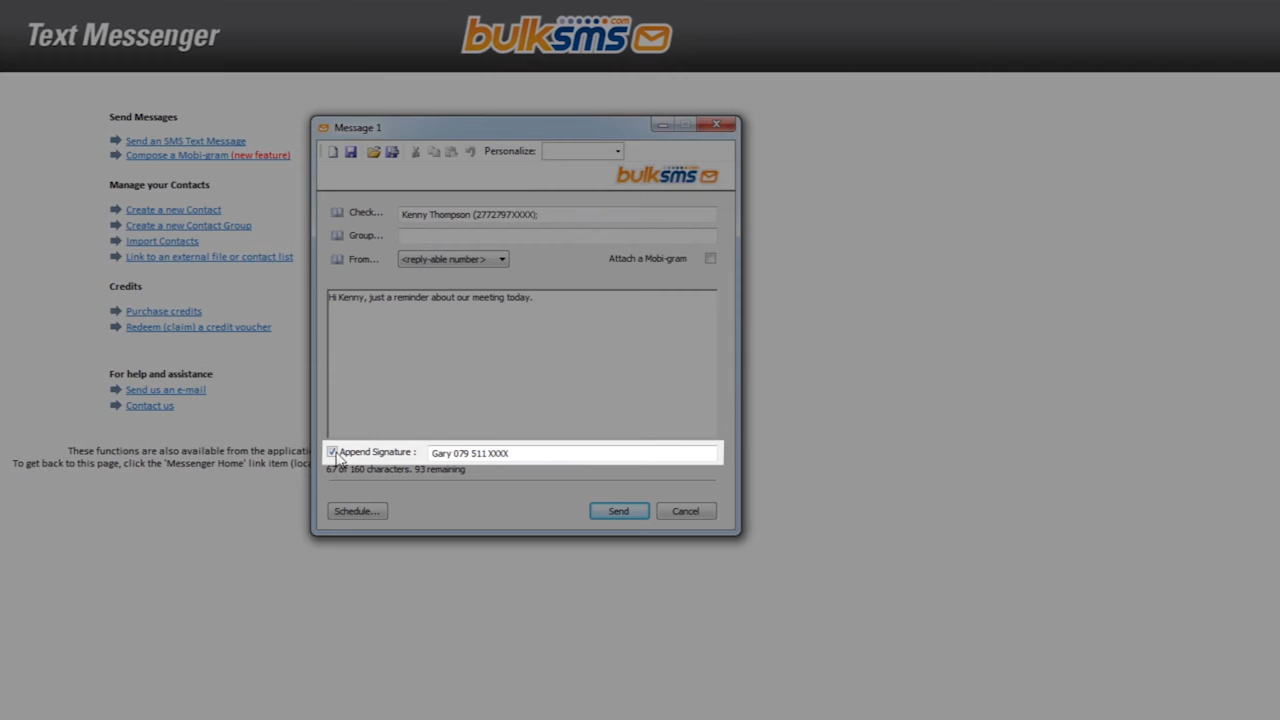 Text Messenger
bulksms.com
Send Messages
Send an SMS Text Message
Compose a Mobi-gram (new feature)
Manage your Contacts
Create a new Contact
Create a new Contact Group
Import Contacts
Link to an external file or contact list
Credits
Purchase credits
Redeem (claim) a credit voucher
For help and assistance
Send us an e-mail
Contact us
These functions are also available from the applicati
To get back to this page, click the 'Messenger Home' link item (loc
Message 1
Personalize:
bulksms
Check... Kenny Thompson (2772797XXXX);
Group...
From... <reply-able number> Attach a Mobi-gram
Hi Kenny, just a reminder about our meeting today.
Append Signature : Gary 079 511 XXXX
67 of 160 characters. 93 remaining
Schedule... Send Cancel